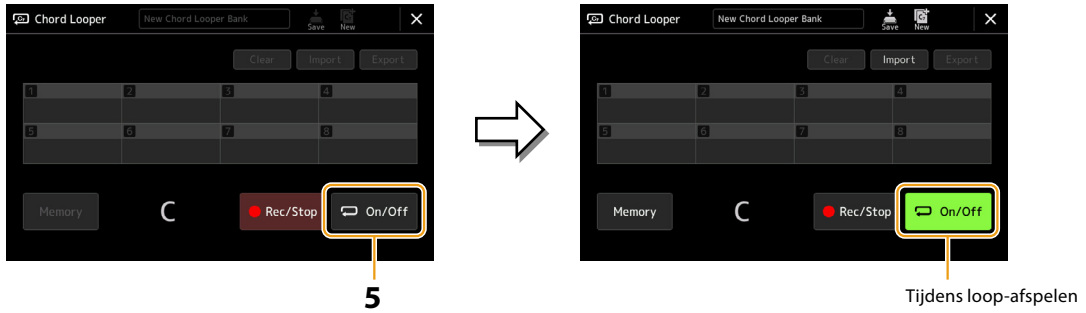 Chord Looper New Chord Looper Bank Save New
Clear Import Export
1 2 3 4
5 6 7 8
Memory C Rec/Stop On/Off
5
Chord Looper New Chord Looper Bank Save New
Clear Import Export
1 2 3 4
5 6 7 8
Memory C Rec/Stop On/Off
Tijdens loop-afspelen